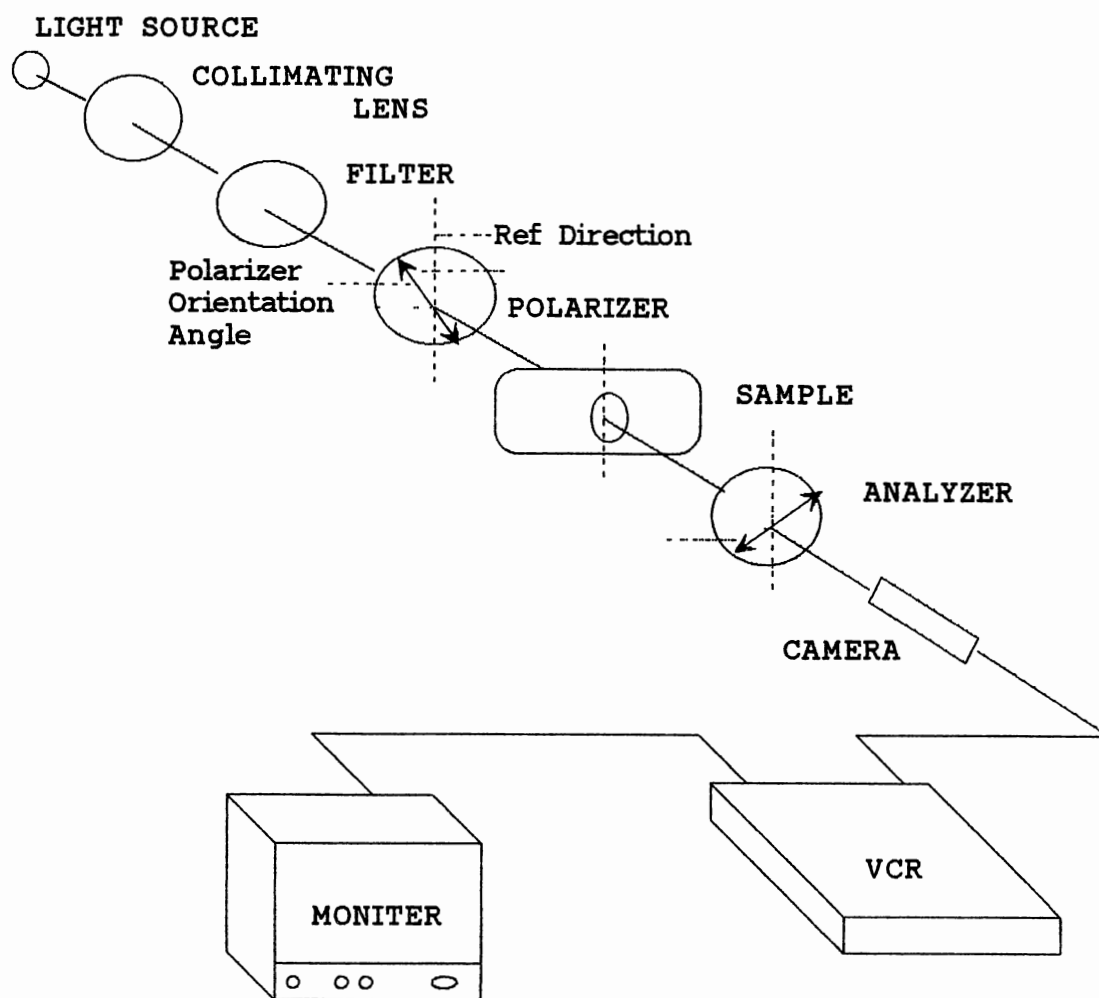 LIGHT SOURCE
COLLIMATING
LENS
FILTER
Ref Direction
Polarizer
Orientation
Angle
POLARIZER
SAMPLE
ANALYZER
CAMERA
VCR
MONITER